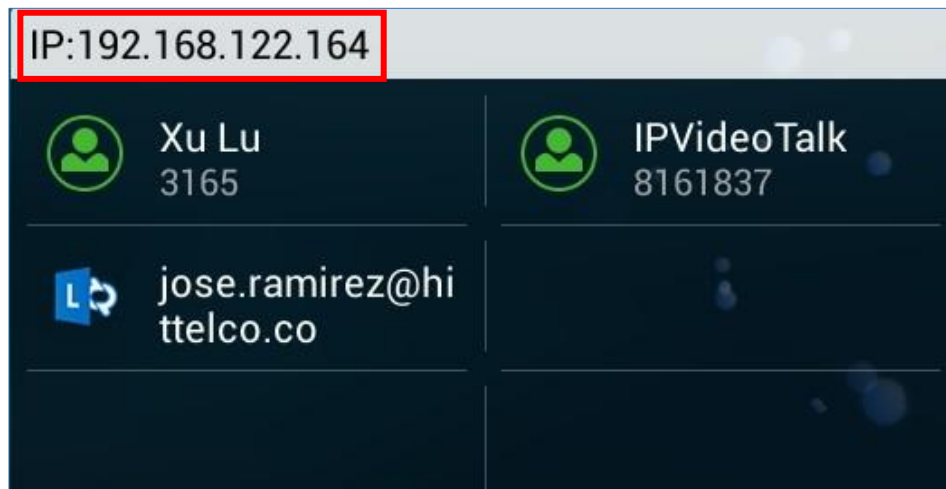 IP:192.168.122.164
Xu Lu
3165
IPVideoTalk
8161837
L
jose.ramirez@hi
ttelco.co